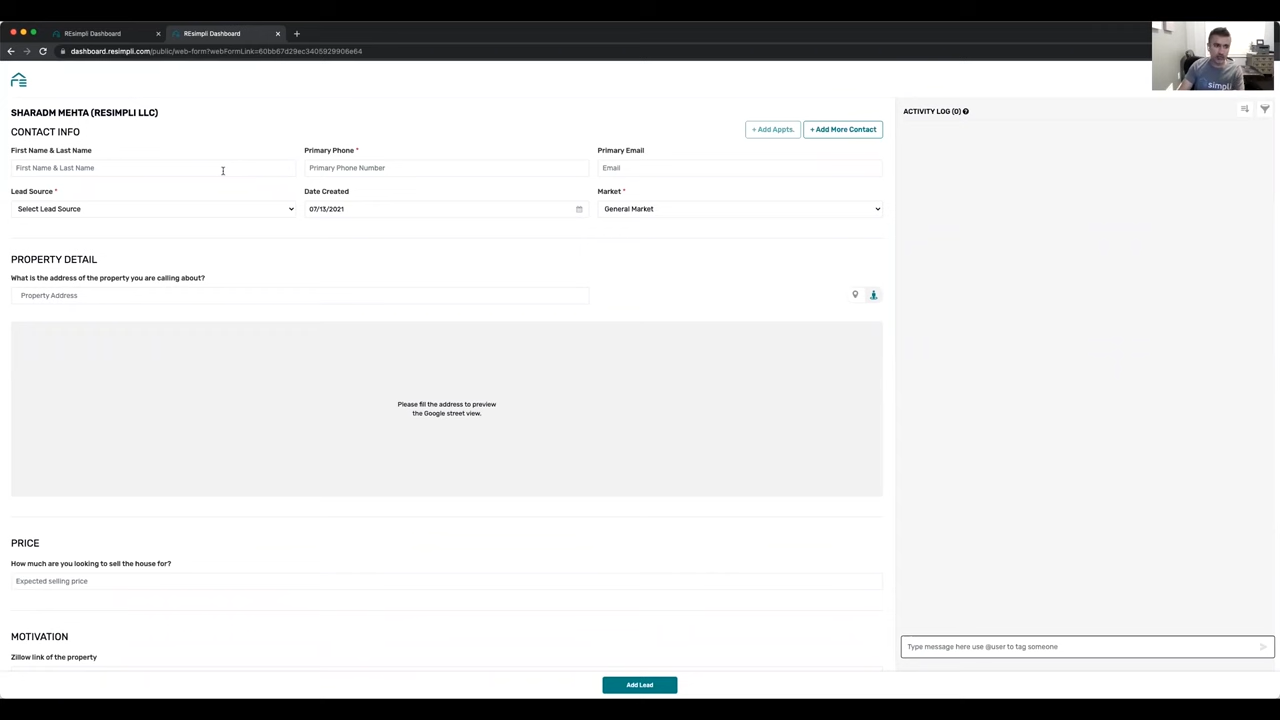 REsimpli Dashboard
REsimpli Dashboard
dashboard.resimpli.com/public/web-form?webFormLink=60bb67d29ec3405929906e64
simpli
SHARADM MEHTA (RESIMPLI LLC)
ACTIVITY LOG (0)
CONTACT INFO
+ Add Appts.
+ Add More Contact
First Name & Last Name
Primary Phone *
Primary Email
First Name & Last Name
Primary Phone Number
Email
Lead Source *
Date Created
Market *
Select Lead Source
07/13/2021
General Market
PROPERTY DETAIL
What is the address of the property you are calling about?
Property Address
Please fill the address to preview
the Google street view.
PRICE
How much are you looking to sell the house for?
Expected selling price
MOTIVATION
Type message here use @user to tag someone
Zillow link of the property
Add Lead